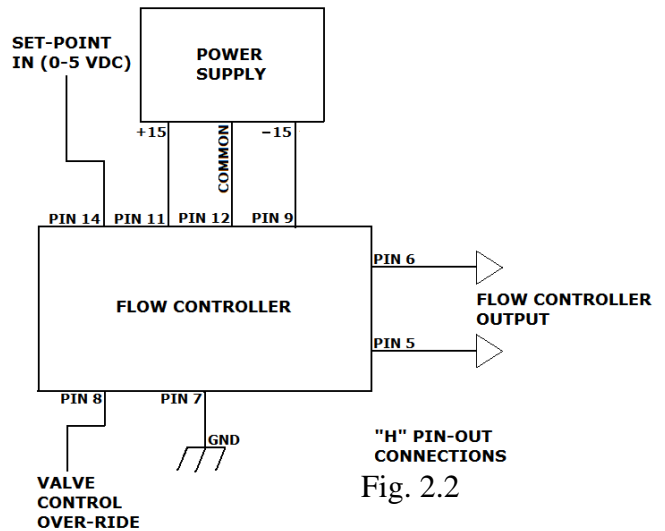 SET-POINT
IN (0-5 VDC)
POWER
SUPPLY
+15
COMMON
−15
PIN 14
PIN 11
PIN 12
PIN 9
FLOW CONTROLLER
PIN 6
FLOW CONTROLLER
OUTPUT
PIN 5
PIN 8
PIN 7
GND
VALVE
CONTROL
OVER-RIDE
"H" PIN-OUT
CONNECTIONS
Fig. 2.2